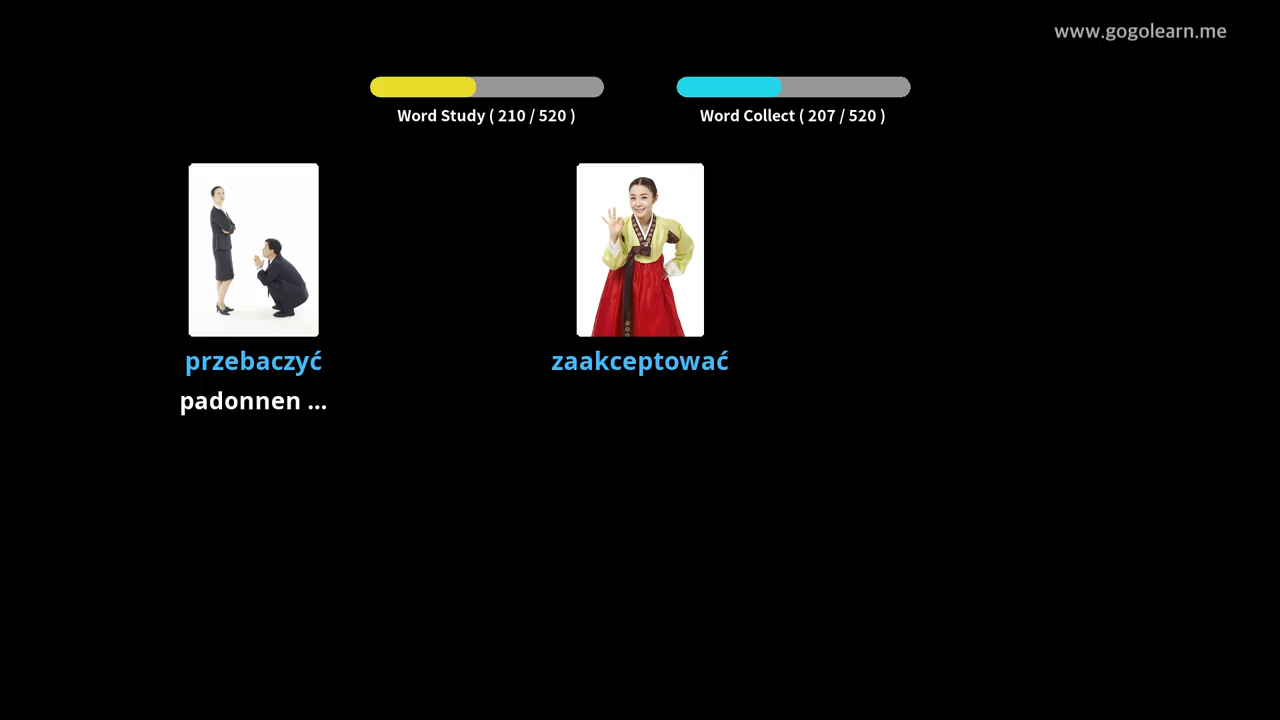 www.gogolearn.me
Word Study ( 210 / 520 )
Word Collect ( 207 / 520 )
przebaczyć
zaakceptować
padonnen ...